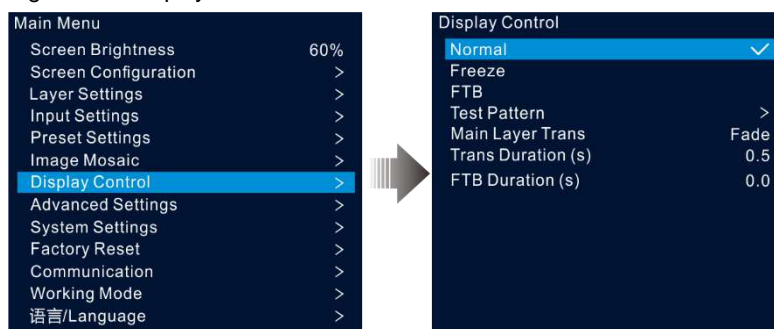 Main Menu
Screen Brightness 60%
Screen Configuration >
Layer Settings >
Input Settings >
Preset Settings >
Image Mosaic >
Display Control >
Advanced Settings >
System Settings >
Factory Reset >
Communication >
Working Mode >
语言/Language >
Display Control
Normal ✓
Freeze
FTB
Test Pattern >
Main Layer Trans Fade
Trans Duration (s) 0.5
FTB Duration (s) 0.0